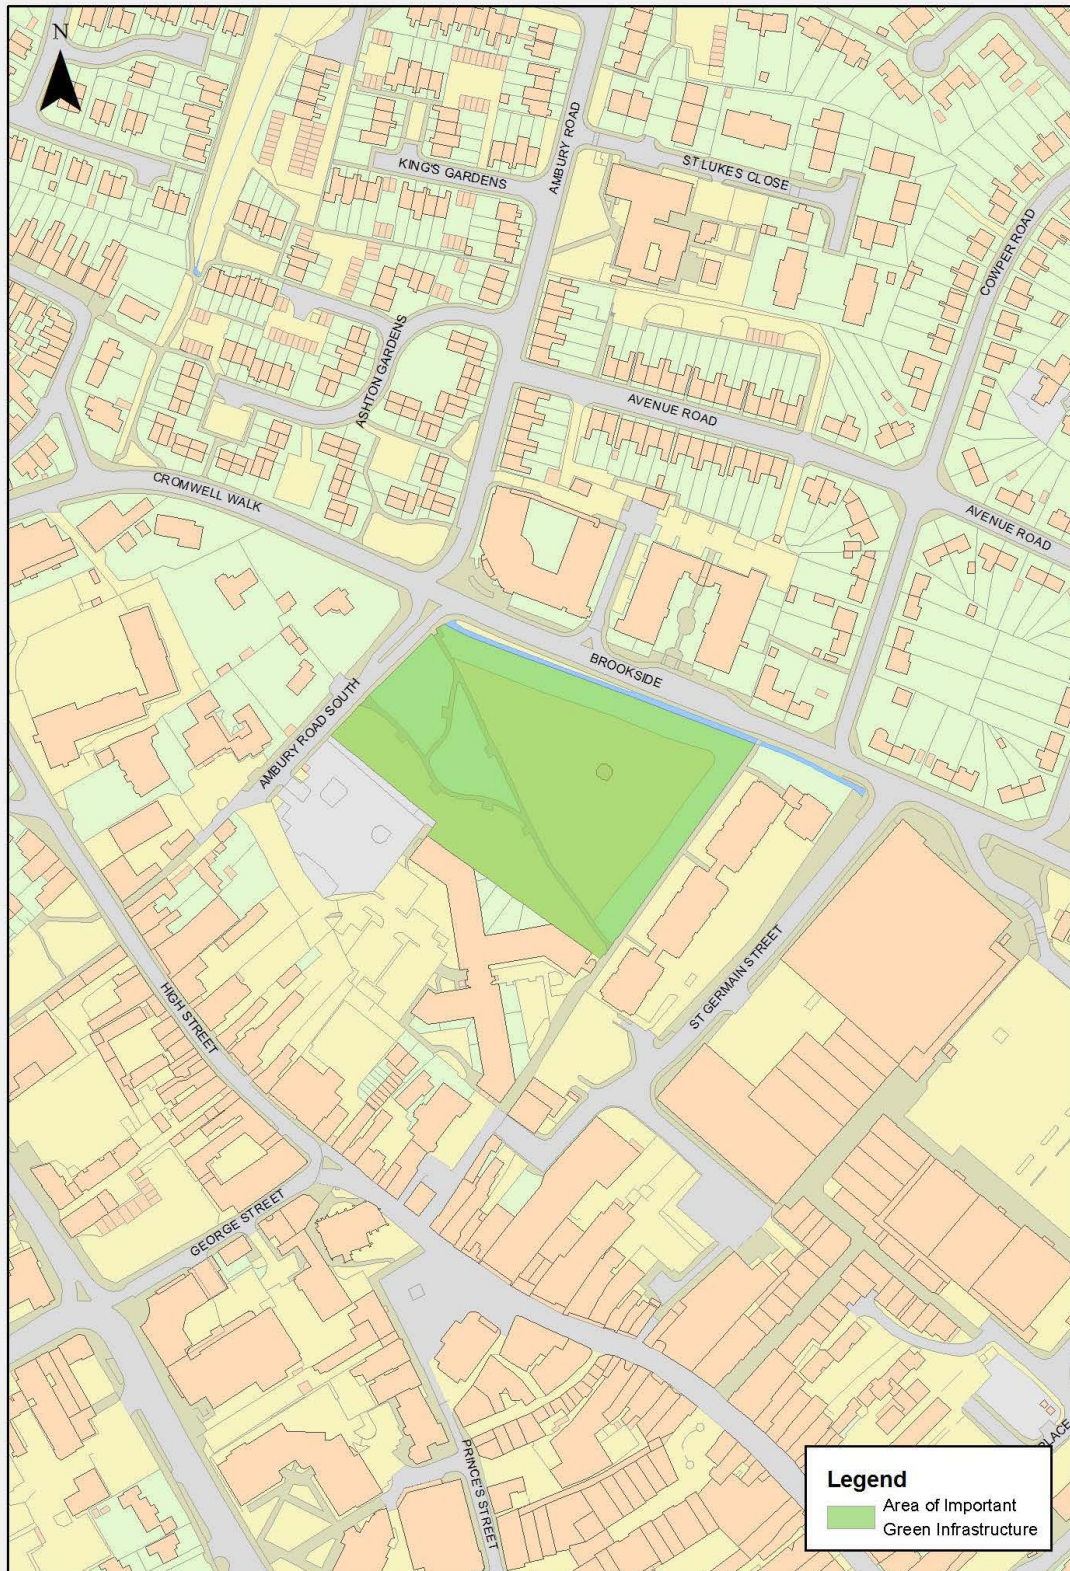 N
AMBURY ROAD
KING'S GARDENS
ST LUKES CLOSE
COWPER ROAD
ASHTON GARDENS
AVENUE ROAD
CROMWELL WALK
AVENUE ROAD
BROOKSIDE
AMBURY ROAD SOUTH
ST GERMAIN STREET
HIGH STREET
GEORGE STREET
PRINCE'S STREET
PLACE
Legend
Area of Important
Green Infrastructure